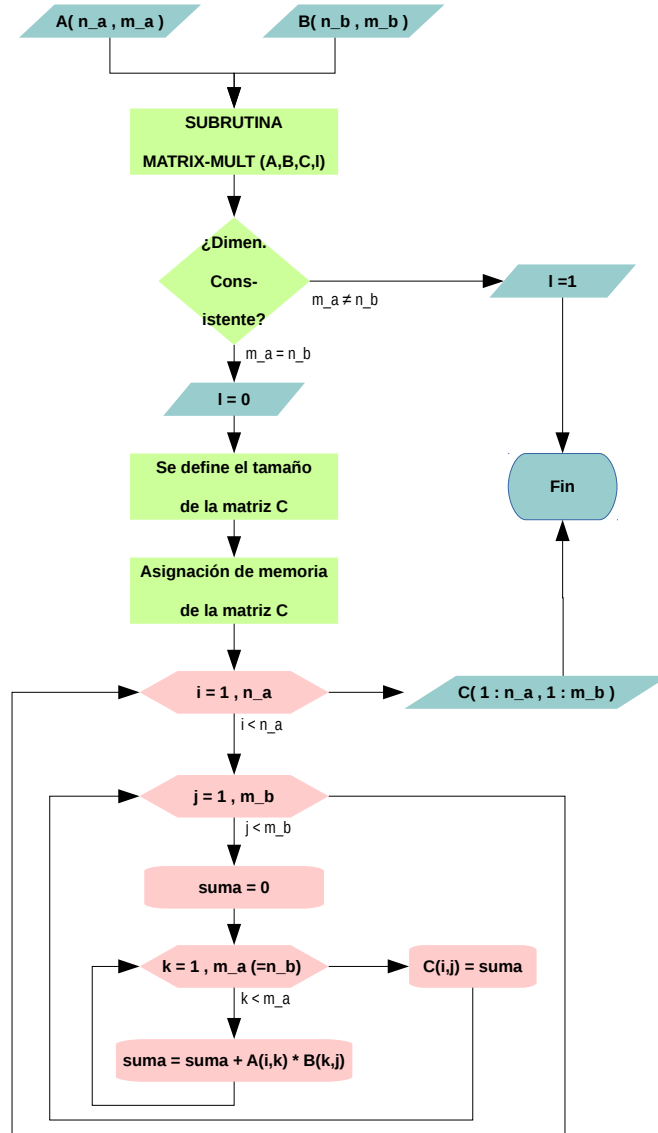 A( n_a , m_a )
B( n_b , m_b )
SUBRUTINA
MATRIX-MULT (A,B,C,l)
¿Dimen.
Cons-
istente?
m_a ≠ n_b
l =1
m_a = n_b
l = 0
Se define el tamaño
de la matriz C
Fin
Asignación de memoria
de la matriz C
i = 1 , n_a
C( 1 : n_a , 1 : m_b )
i < n_a
j = 1 , m_b
j < m_b
suma = 0
k = 1 , m_a (=n_b)
C(i,j) = suma
k < m_a
suma = suma + A(i,k) * B(k,j)